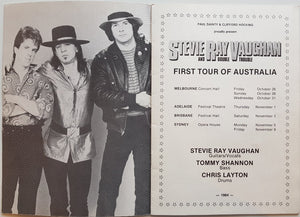 PAUL DAINTY & CLIFFORD HOCKING
proudly present
STEVIE RAY VAUGHAN
AND DOUBLE TROUBLE
FIRST TOUR OF AUSTRALIA
MELBOURNE Concert Hall Friday October 26
Sunday October 28
Wednesday October 31
ADELAIDE Festival Theatre Thursday November 1
BRISBANE Festival Hall Saturday November 3
SYDNEY Opera House Monday November 5
Friday November 9
STEVIE RAY VAUGHAN
Guitars/Vocals
TOMMY SHANNON
Bass
CHRIS LAYTON
Drums
— 1984 —